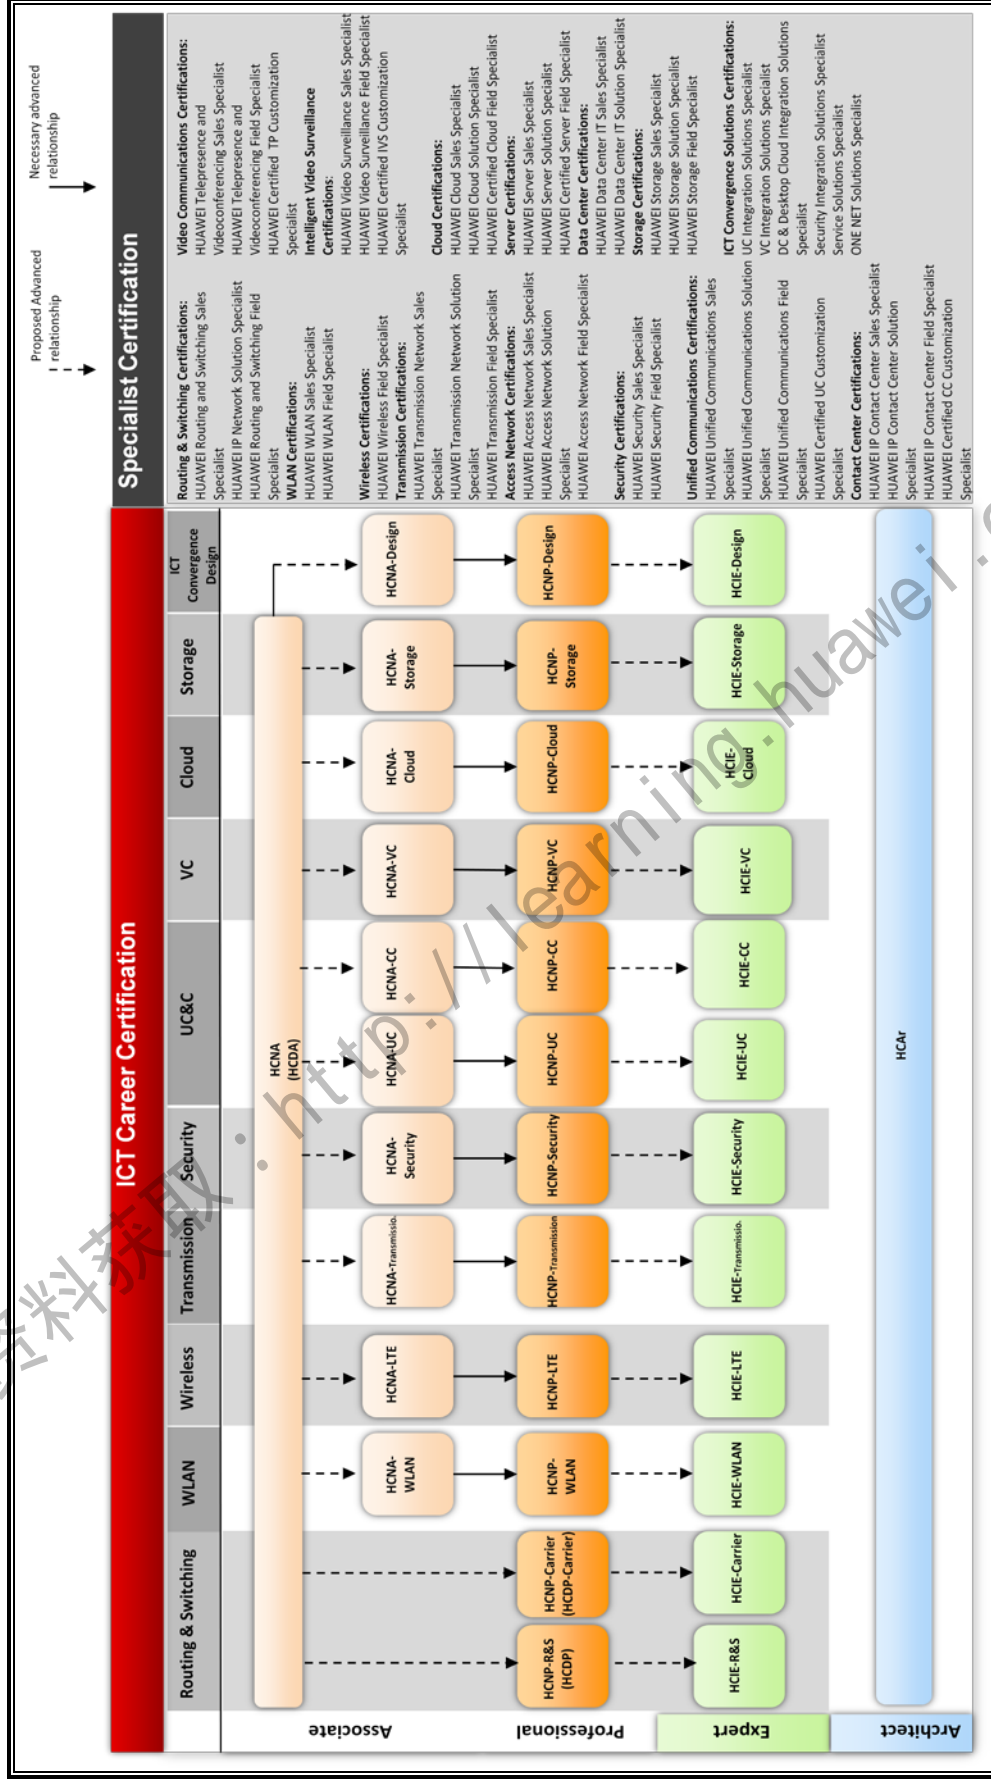 Proposed Advanced
relationship
Necessary advanced
relationship
ICT Career Certification
Specialist Certification
Routing & Switching
WLAN
Wireless
Transmission
Security
UC&C
VC
Cloud
Storage
ICT
Convergence
Design
Associate
HCNA
(HCDA)
HCNA-
WLAN
HCNA-LTE
HCNA-Transmissio.
HCNA-
Security
HCNA-UC
HCNA-CC
HCNA-VC
HCNA-
Cloud
HCNA-
Storage
HCNA-Design
Professional
HCNP-R&S
(HCDP)
HCNP-Carrier
(HCDP-Carrier)
HCNP-
WLAN
HCNP-LTE
HCNP-Transmission
HCNP-Security
HCNP-UC
HCNP-CC
HCNP-VC
HCNP-Cloud
HCNP-
Storage
HCNP-Design
Expert
HCIE-R&S
HCIE-Carrier
HCIE-WLAN
HCIE-LTE
HCIE-Transmissio.
HCIE-Security
HCIE-UC
HCIE-CC
HCIE-VC
HCIE-
Cloud
HCIE-Storage
HCIE-Design
Architect
HCAr
Routing & Switching Certifications:
HUAWEI Routing and Switching Sales
Specialist
HUAWEI IP Network Solution Specialist
HUAWEI Routing and Switching Field
Specialist
WLAN Certifications:
HUAWEI WLAN Sales Specialist
HUAWEI WLAN Field Specialist
Wireless Certifications:
HUAWEI Wireless Field Specialist
Transmission Certifications:
HUAWEI Transmission Network Sales
Specialist
HUAWEI Transmission Network Solution
Specialist
HUAWEI Transmission Field Specialist
Access Network Certifications:
HUAWEI Access Network Sales Specialist
HUAWEI Access Network Solution
Specialist
HUAWEI Access Network Field Specialist
Security Certifications:
HUAWEI Security Sales Specialist
HUAWEI Security Field Specialist
Unified Communications Certifications:
HUAWEI Unified Communications Sales
Specialist
HUAWEI Unified Communications Solution
Specialist
HUAWEI Unified Communications Field
Specialist
HUAWEI Certified UC Customization
Specialist
Contact Center Certifications:
HUAWEI IP Contact Center Sales Specialist
HUAWEI IP Contact Center Solution
Specialist
HUAWEI IP Contact Center Field Specialist
HUAWEI Certified CC Customization
Specialist
Video Communications Certifications:
HUAWEI Telepresence and
Videoconferencing Sales Specialist
HUAWEI Telepresence and
Videoconferencing Field Specialist
HUAWEI Certified TP Customization
Specialist
Intelligent Video Surveillance
Certifications:
HUAWEI Video Surveillance Sales Specialist
HUAWEI Video Surveillance Field Specialist
HUAWEI Certified IVS Customization
Specialist
Cloud Certifications:
HUAWEI Cloud Sales Specialist
HUAWEI Cloud Solution Specialist
HUAWEI Certified Cloud Field Specialist
Server Certifications:
HUAWEI Server Sales Specialist
HUAWEI Server Solution Specialist
HUAWEI Certified Server Field Specialist
Data Center Certifications:
HUAWEI Data Center IT Sales Specialist
HUAWEI Data Center IT Solution Specialist
Storage Certifications:
HUAWEI Storage Sales Specialist
HUAWEI Storage Solution Specialist
HUAWEI Storage Field Specialist
ICT Convergence Solutions Certifications:
UC Integration Solutions Specialist
VC Integration Solutions Specialist
DC & Desktop Cloud Integration Solutions
Specialist
Security Integration Solutions Specialist
Service Solutions Specialist
ONE NET Solutions Specialist
资料获取：http://learning.huawei.